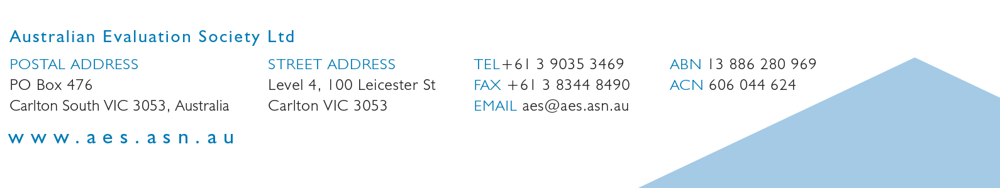 Australian Evaluation Society Ltd
POSTAL ADDRESS
PO Box 476
Carlton South VIC 3053, Australia
STREET ADDRESS
Level 4, 100 Leicester St
Carlton VIC 3053
TEL+61 3 9035 3469
FAX +61 3 8344 8490
EMAIL aes@aes.asn.au
ABN 13 886 280 969
ACN 606 044 624
www.aes.asn.au